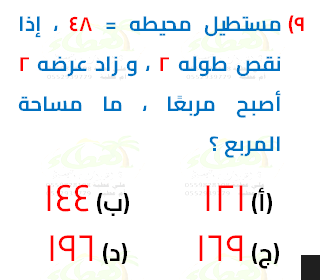 ٩) مستطيل محيطه = ٤٨ ، إذا
نقص طوله ٢ ، و زاد عرضه ٢
أصبح مربعًا ، ما مساحة
المربع ؟
(أ) ١٢١ (ب) ١٤٤
(ج) ١٦٩ (د) ١٩٦